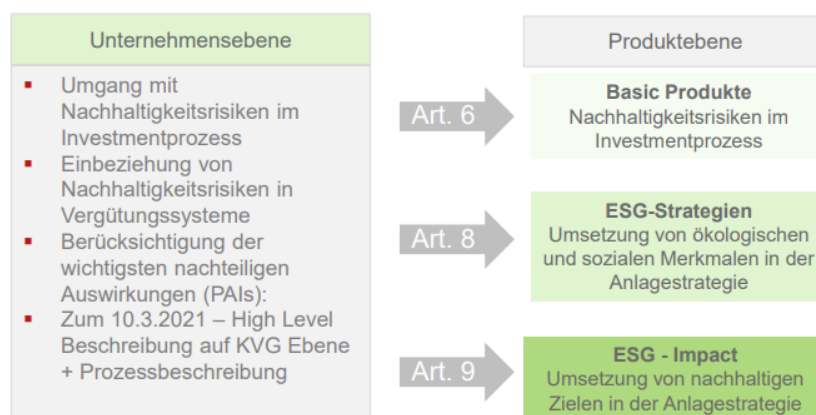 Unternehmensebene
▪ Umgang mit
Nachhaltigkeitsrisiken im
Investmentprozess
▪ Einbeziehung von
Nachhaltigkeitsrisiken in
Vergütungssysteme
▪ Berücksichtigung der
wichtigsten nachteiligen
Auswirkungen (PAIs):
▪ Zum 10.3.2021 – High Level
Beschreibung auf KVG Ebene
+ Prozessbeschreibung
Produktebene
Art. 6
Basic Produkte
Nachhaltigkeitsrisiken im
Investmentprozess
Art. 8
ESG-Strategien
Umsetzung von ökologischen
und sozialen Merkmalen in der
Anlagestrategie
Art. 9
ESG - Impact
Umsetzung von nachhaltigen
Zielen in der Anlagestrategie